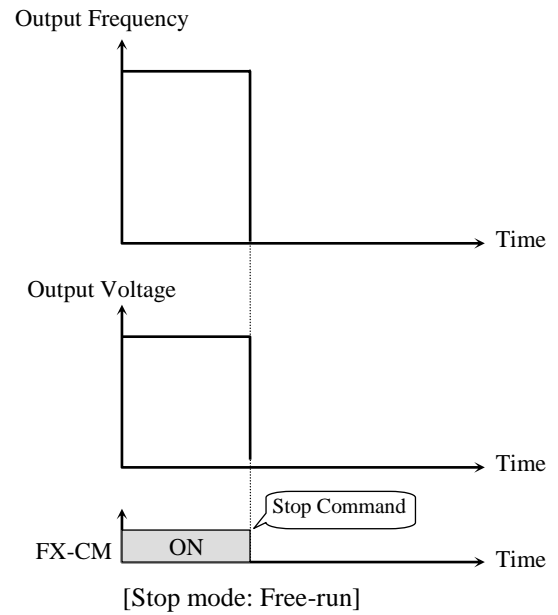 Output Frequency
Time
Output Voltage
Time
Stop Command
FX-CM
ON
Time
[Stop mode: Free-run]